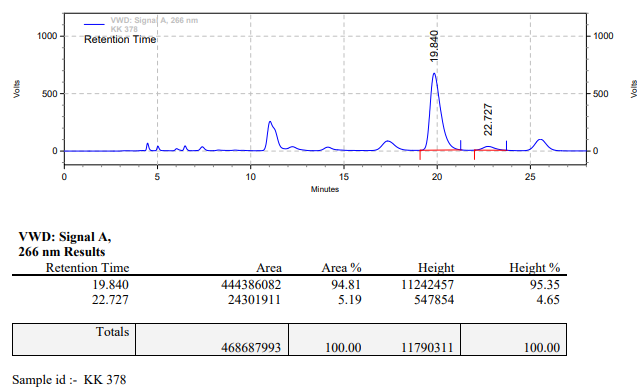 VWD: Signal A, 266 nm
KK 378
Retention Time
1000
500
0
Volts
19.840
22.727
1000
500
0
Volts
0 5 10 15 20 25
Minutes
VWD: Signal A,
266 nm Results
Retention Time Area Area % Height Height %
19.840 444386082 94.81 11242457 95.35
22.727 24301911 5.19 547854 4.65
Totals
468687993 100.00 11790311 100.00
Sample id :- KK 378